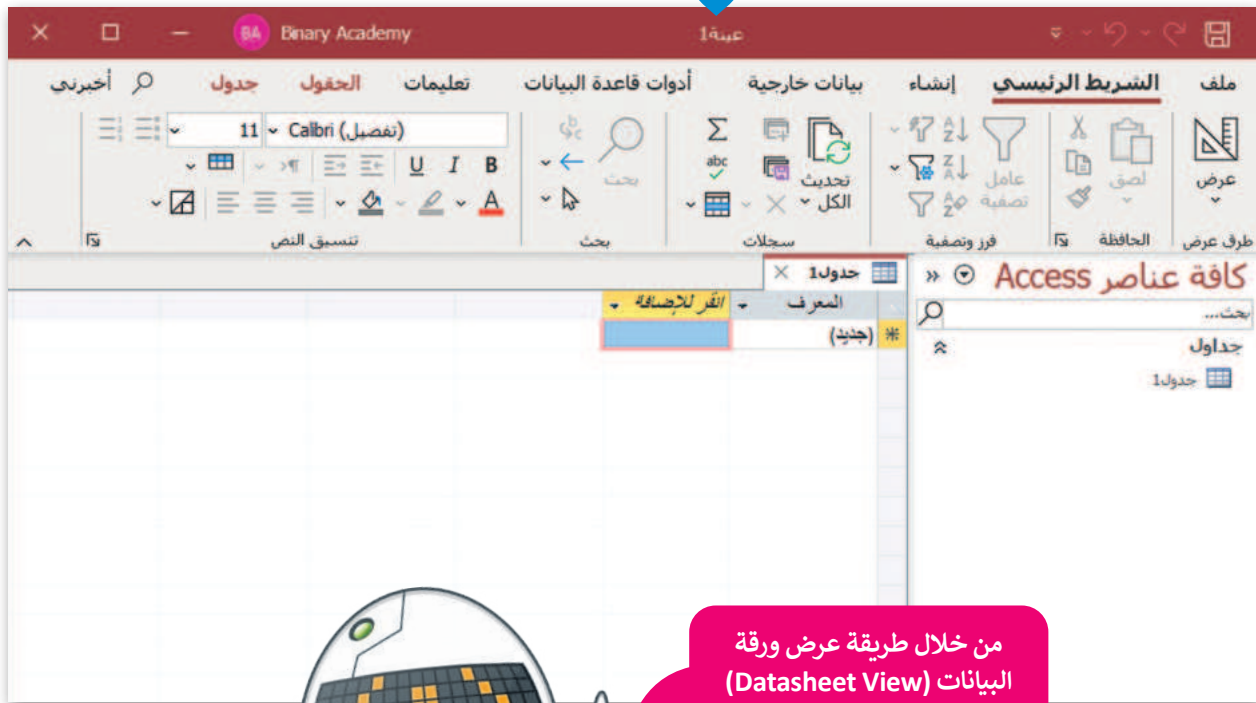 عينة1
Binary Academy
BA
ملف
الشريط الرئيسي
إنشاء
بيانات خارجية
أدوات قاعدة البيانات
تعليمات
الحقول
جدول
أخبرني
عرض
لصق
عامل
تصفية
تحديث
الكل
abc
بحث
Calibri (تفصيل)
11
B I U
A
طرق عرض
الحافظة
فرز وتصفية
سجلات
بحث
تنسيق النص
كافة عناصر Access
بحث...
جداول
جدول1
جدول1
المعرف
انقر للإضافة
(جديد)
من خلال طريقة عرض ورقة
البيانات (Datasheet View)